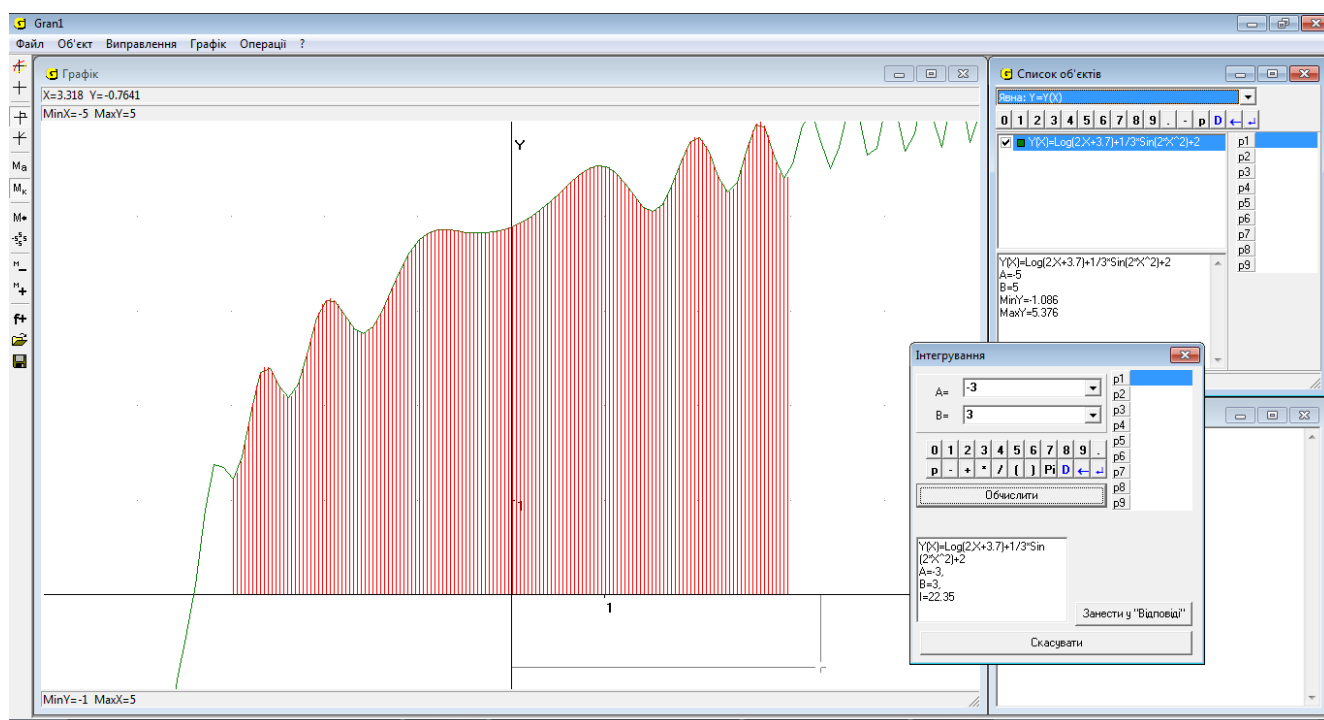 Gran1
Файл Об'єкт Виправлення Графік Операції ?
Графік
X=3.318 Y=-0.7641
MinX=-5 MaxY=5
Y
1
1
MinY=-1 MaxX=5
Ma
Mк
M
-s s s
M
M
f+
Список об'єктів
Явна: Y=Y(X)
0 1 2 3 4 5 6 7 8 9 . - p D ← ↵
Y(X)=Log(2,X+3.7)+1/3*Sin(2*X^2)+2
p1
p2
p3
p4
p5
p6
p7
p8
p9
Y(X)=Log(2,X+3.7)+1/3*Sin(2*X^2)+2
A=-5
B=5
MinY=-1.086
MaxY=5.376
Інтегрування
A= -3
B= 3
p1
p2
p3
p4
p5
p6
p7
p8
p9
0 1 2 3 4 5 6 7 8 9 .
p - + * / ( ) Pi D ← ↵
Обчислити
Y(X)=Log(2,X+3.7)+1/3*Sin
(2*X^2)+2
A=-3,
B=3,
I=22.35
Занести у "Відповіді"
Скасувати